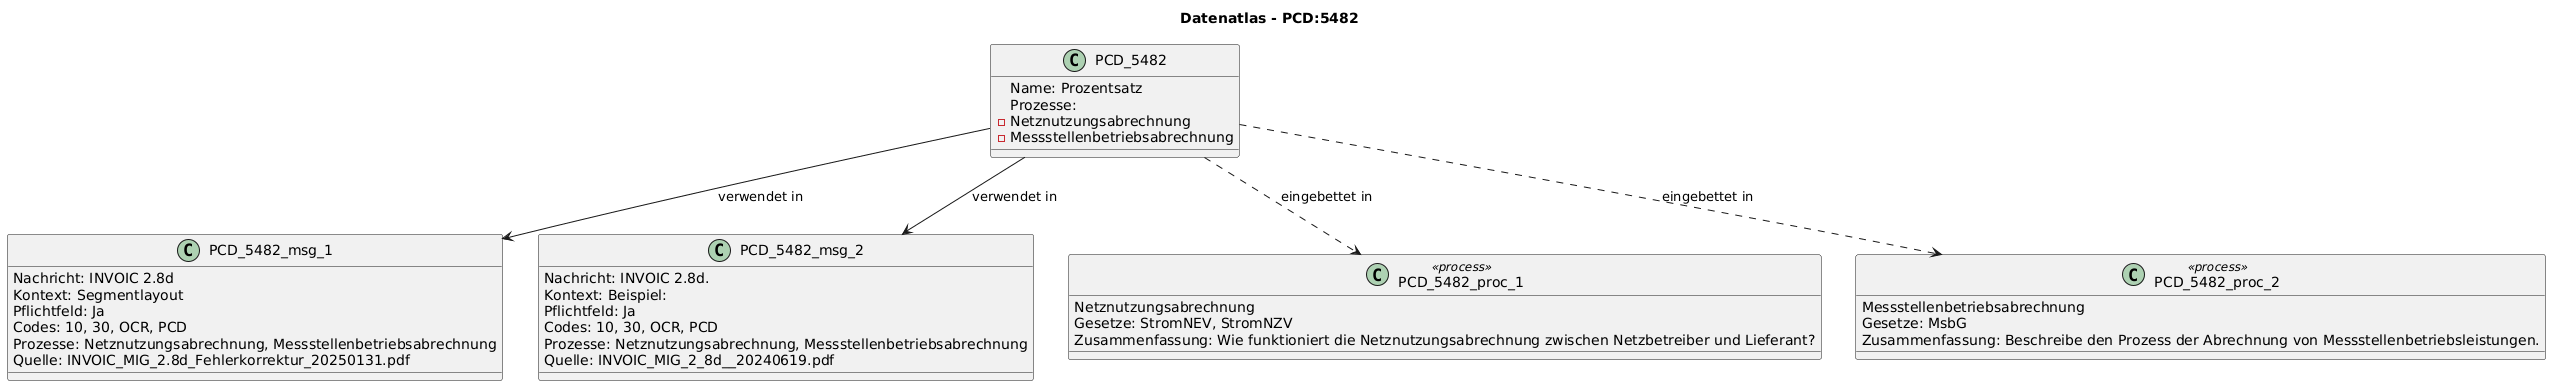 Datenatlas - PCD:5482
C PCD_5482
Name: Prozentsatz
Prozesse:
Netznutzungsabrechnung
Messstellenbetriebsabrechnung
verwendet in
verwendet in
eingebettet in
eingebettet in
C PCD_5482_msg_1
Nachricht: INVOIC 2.8d
Kontext: Segmentlayout
Pflichtfeld: Ja
Codes: 10, 30, OCR, PCD
Prozesse: Netznutzungsabrechnung, Messstellenbetriebsabrechnung
Quelle: INVOIC_MIG_2.8d_Fehlerkorrektur_20250131.pdf
C PCD_5482_msg_2
Nachricht: INVOIC 2.8d.
Kontext: Beispiel:
Pflichtfeld: Ja
Codes: 10, 30, OCR, PCD
Prozesse: Netznutzungsabrechnung, Messstellenbetriebsabrechnung
Quelle: INVOIC_MIG_2_8d__20240619.pdf
«process»
C PCD_5482_proc_1
Netznutzungsabrechnung
Gesetze: StromNEV, StromNZV
Zusammenfassung: Wie funktioniert die Netznutzungsabrechnung zwischen Netzbetreiber und Lieferant?
«process»
C PCD_5482_proc_2
Messstellenbetriebsabrechnung
Gesetze: MsbG
Zusammenfassung: Beschreibe den Prozess der Abrechnung von Messstellenbetriebsleistungen.